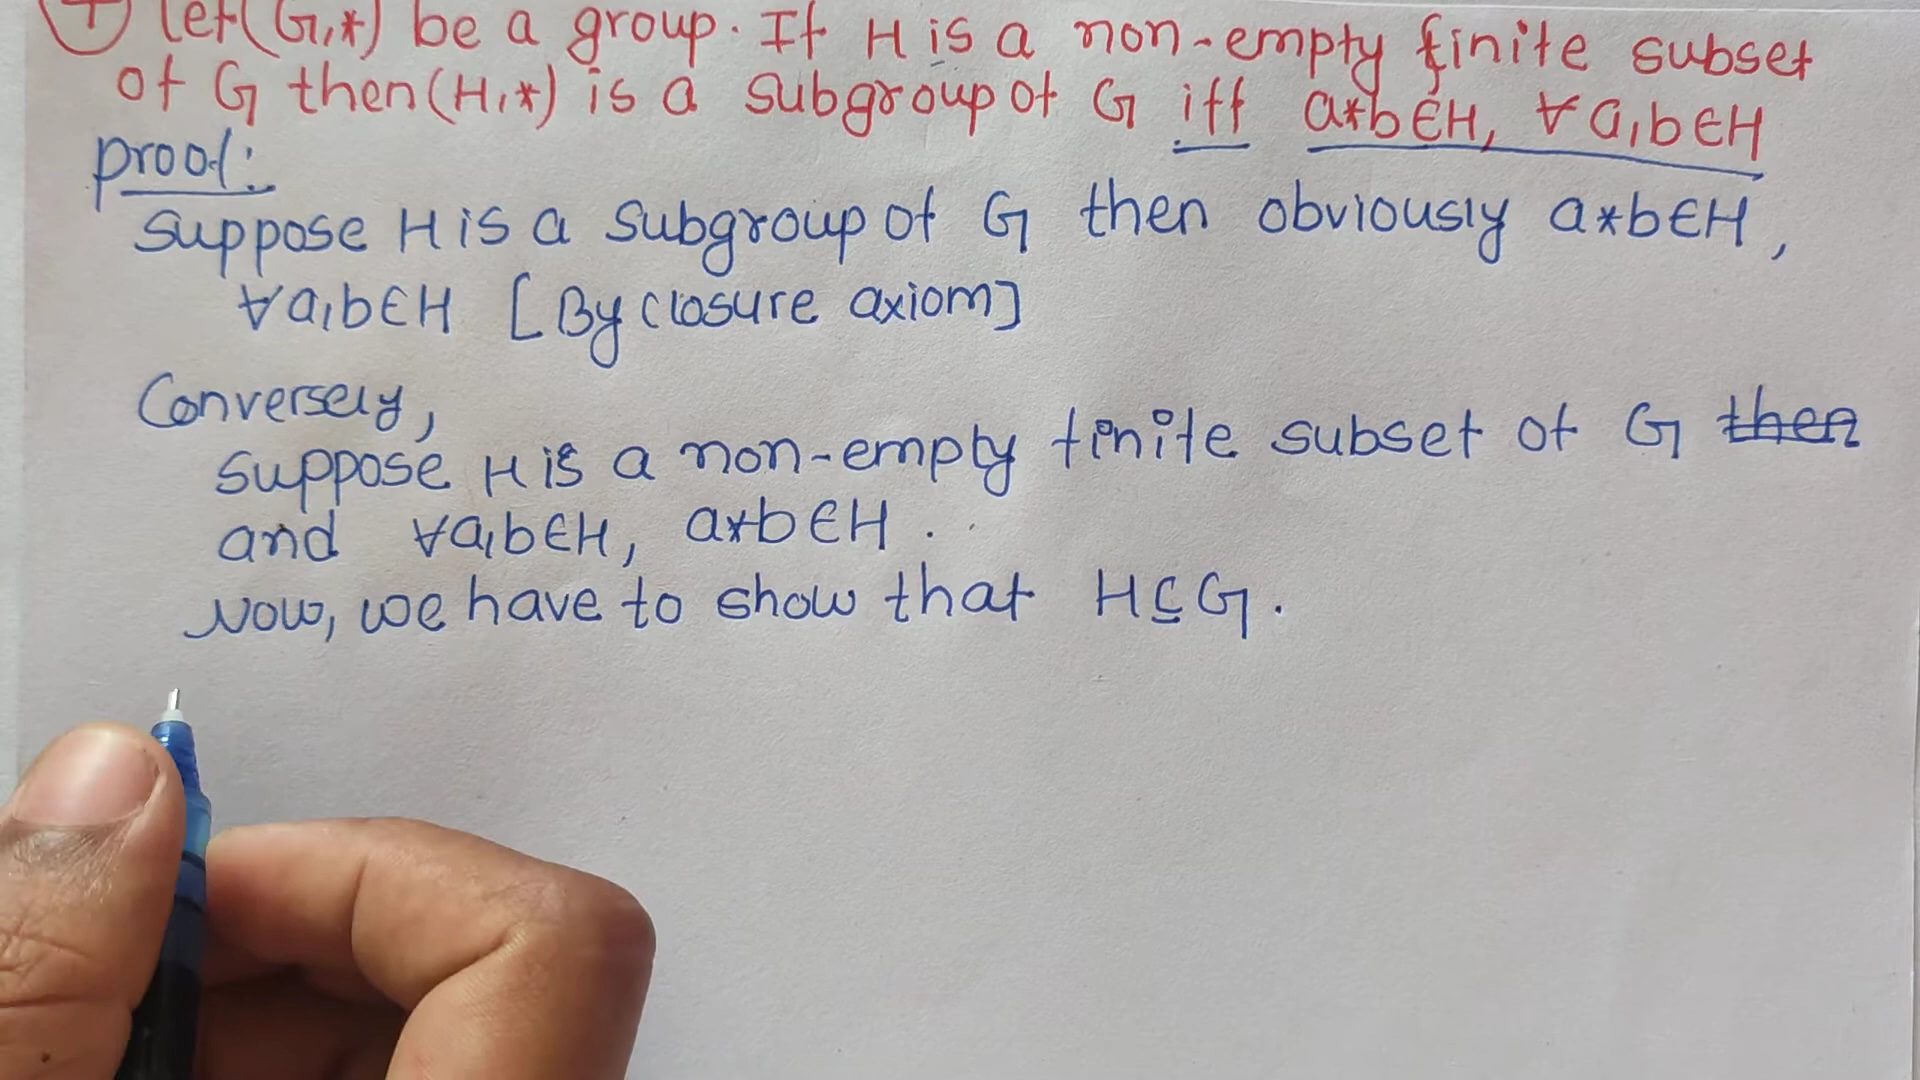 let (G,*) be a group. If H is a non-empty finite subset
of G then (H,*) is a subgroup of G iff a*b∈H, ∀ a,b∈H
proof:
suppose H is a subgroup of G then obviously a*b∈H,
∀a,b∈H [By closure axiom]
Conversely,
suppose H is a non-empty finite subset of G then
and ∀a,b∈H, a*b∈H.
Now, we have to show that H⊆G.